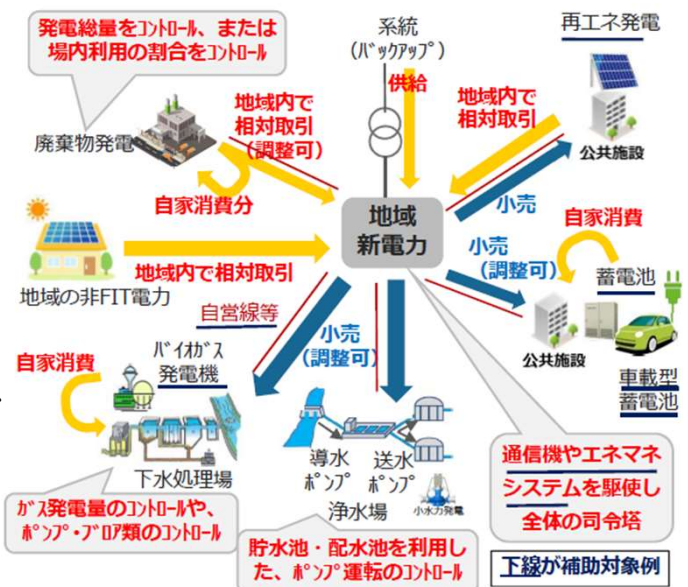 発電総量をｺﾝﾄﾛｰﾙ、または
場内利用の割合をｺﾝﾄﾛｰﾙ
系統
（ﾊﾞｯｸｱｯﾌﾟ）
供給
再エネ発電
公共施設
地域内で
相対取引
廃棄物発電
地域内で
相対取引
（調整可）
自家消費分
地域
新電力
小売
地域内で相対取引
地域の非FIT電力
小売
（調整可）
自家消費
蓄電池
公共施設
車載型
蓄電池
自営線等
小売
（調整可）
自家消費
ﾊﾞｲｵｶﾞｽ
発電機
下水処理場
導水
ﾎﾟﾝﾌﾟ
送水
ﾎﾟﾝﾌﾟ
浄水場
小水力発電
ｶﾞｽ発電量のｺﾝﾄﾛｰﾙや、
ﾎﾟﾝﾌﾟ・ﾌﾞﾛｱ類のｺﾝﾄﾛｰﾙ
貯水池・配水池を利用し
た、ﾎﾟﾝﾌﾟ運転のｺﾝﾄﾛｰﾙ
通信機やエネマネ
システムを駆使し
全体の司令塔
下線が補助対象例